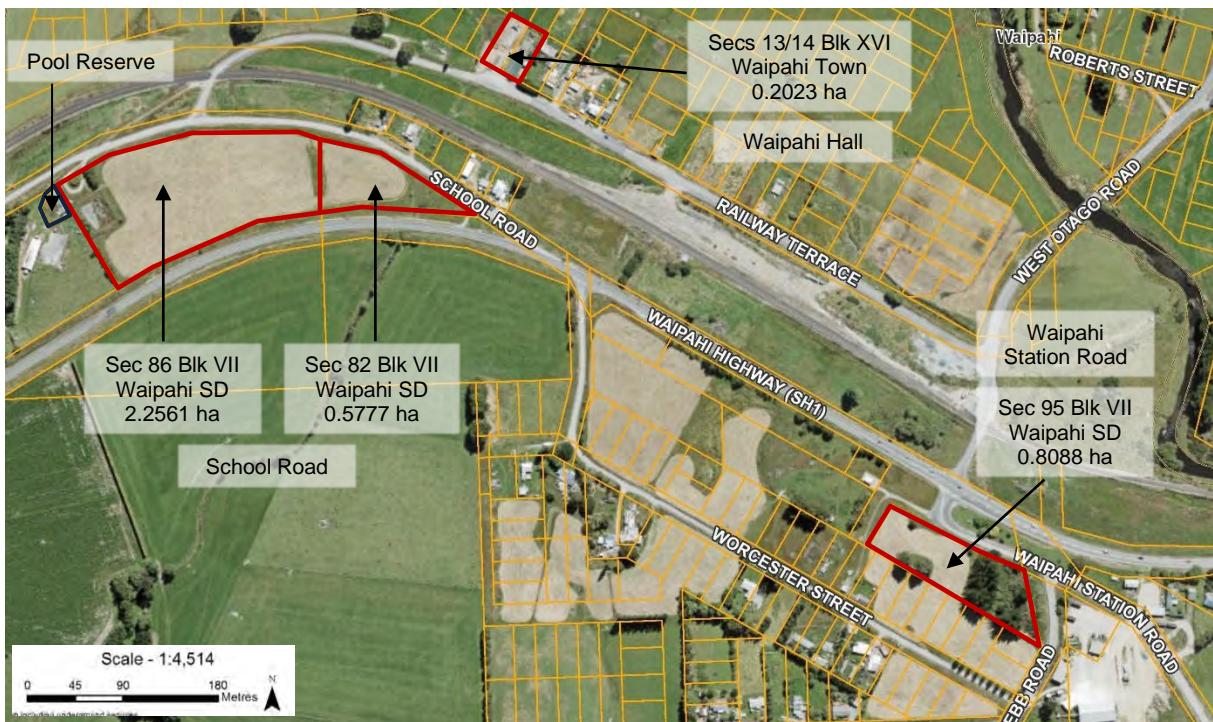 Pool Reserve
Secs 13/14 Blk XVI
Waipahi Town
0.2023 ha
Waipahi Hall
Waipahi
ROBERTS STREET
WEST OTAGO ROAD
RAILWAY TERRACE
SCHOOL ROAD
WAIPAHI HIGHWAY (SH1)
Sec 86 Blk VII
Waipahi SD
2.2561 ha
Sec 82 Blk VII
Waipahi SD
0.5777 ha
School Road
Waipahi
Station Road
Sec 95 Blk VII
Waipahi SD
0.8088 ha
WORCESTER STREET
WAIPAHI STATION ROAD
EBB ROAD
Scale - 1:4,514
0 45 90 180
Metres
N